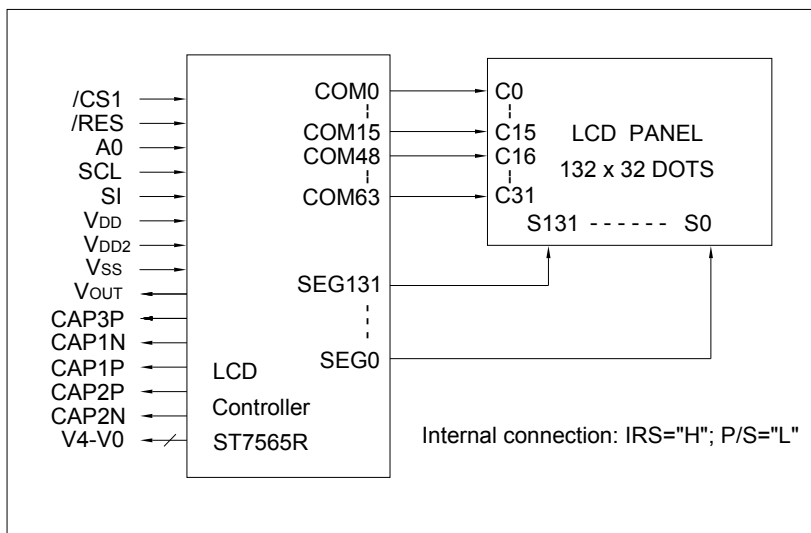 /CS1
/RES
A0
SCL
SI
VDD
VDD2
VSS
VOUT
CAP3P
CAP1N
CAP1P
CAP2P
CAP2N
V4-V0
COM0
COM15
COM48
COM63
SEG131
SEG0
LCD
Controller
ST7565R
C0
C15
C16
C31
LCD PANEL
132 x 32 DOTS
S131 ------ S0
Internal connection: IRS="H"; P/S="L"